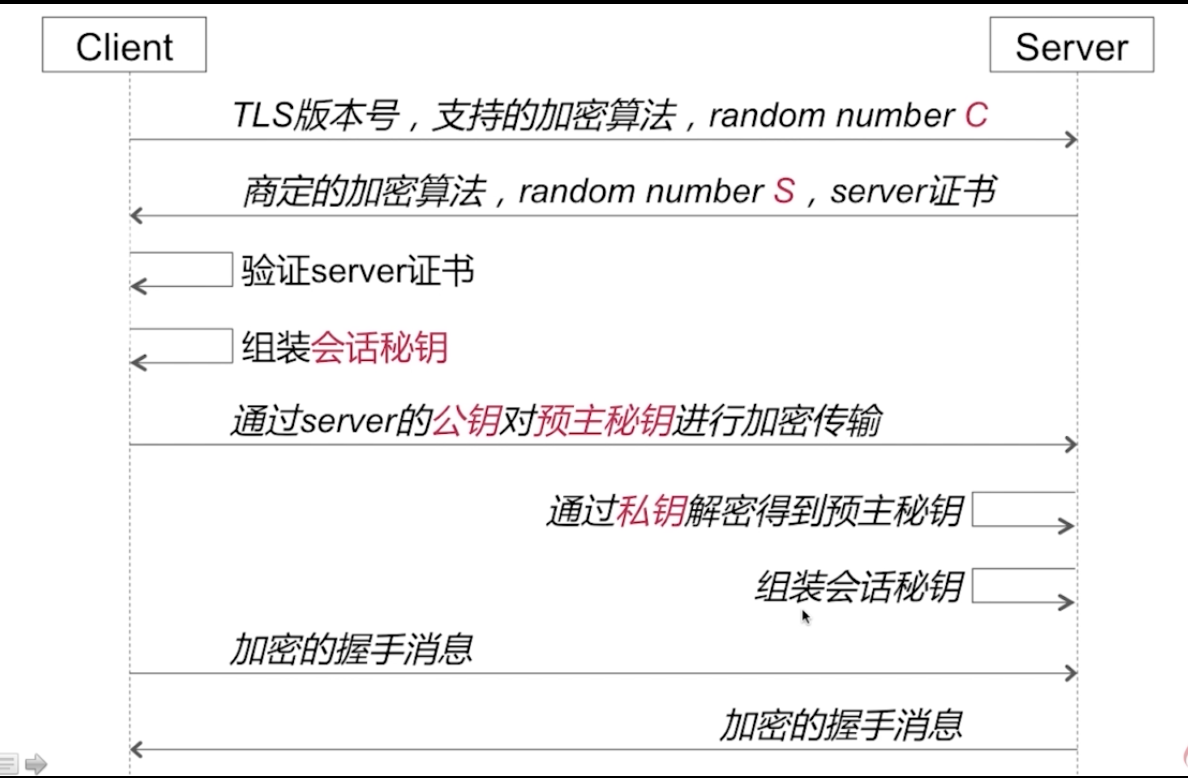 Client
Server
TLS版本号，支持的加密算法，random number C
商定的加密算法，random number S，server证书
验证server证书
组装会话秘钥
通过server的公钥对预主秘钥进行加密传输
通过私钥解密得到预主秘钥
组装会话秘钥
加密的握手消息
加密的握手消息